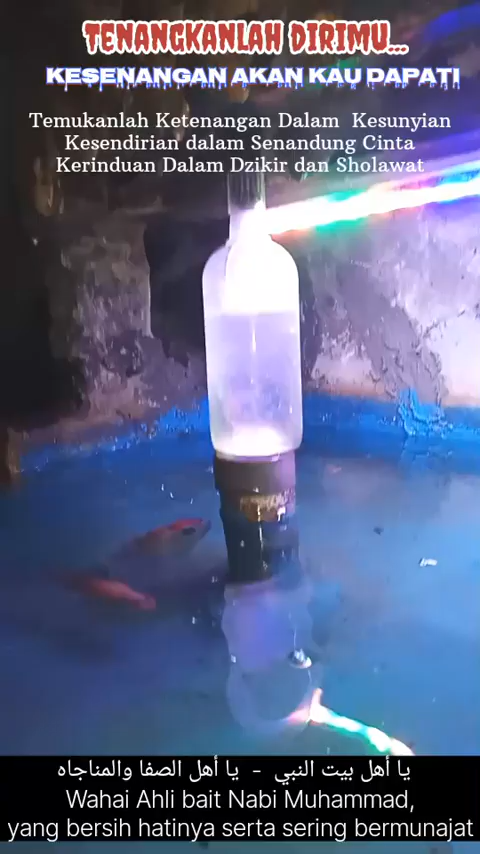 TENANGKANLAH DIRIMU...
KESENANGAN AKAN KAU DAPATI
Temukanlah Ketenangan Dalam Kesunyian
Kesendirian dalam Senandung Cinta
Kerinduan Dalam Dzikir dan Sholawat
يا أهل بيت النبي - يا أهل الصفا والمناجاه
Wahai Ahli bait Nabi Muhammad,
yang bersih hatinya serta sering bermunajat